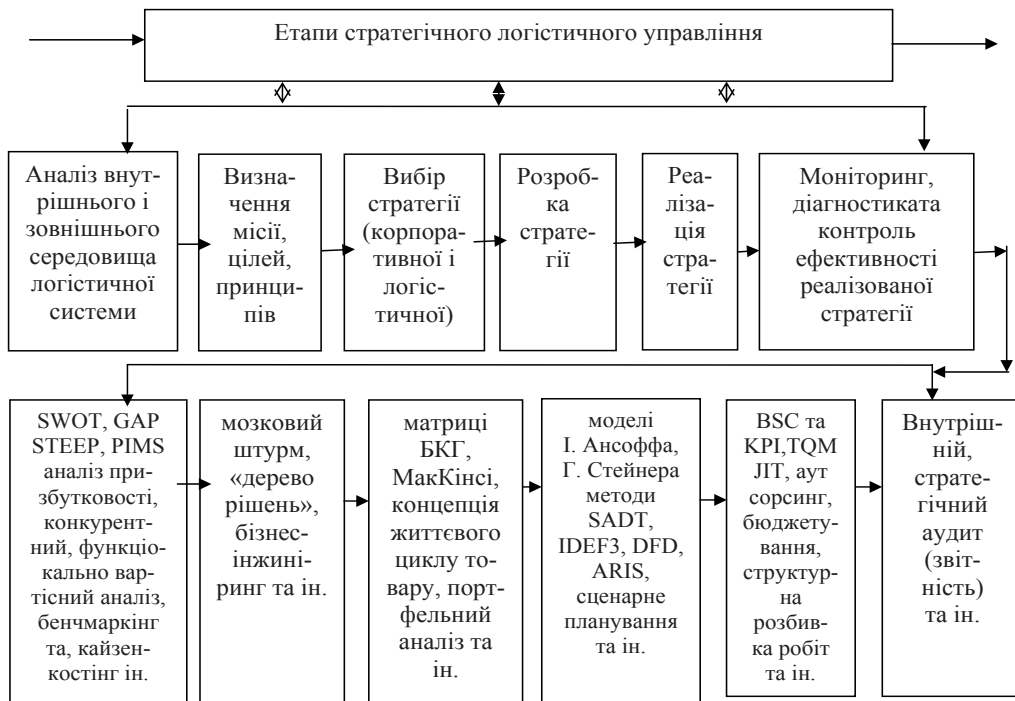 Етапи стратегічного логістичного управління
Аналіз внут-
рішнього і
зовнішнього
середовища
логістичної
системи
Визна-
чення
місії,
цілей,
принци-
пів
Вибір
стратегії
(корпора-
тивної і
логіс-
тичної)
Розроб-
ка
страте-
гії
Реа-
ліза-
ція
стра-
тегії
Моніторинг,
діагностиката
контроль
ефективності
реалізованої
стратегії
SWOT, GAP
STEEP, PIMS
аналіз при-
збутковості,
конкурент-
ний, функціо-
кально вар-
тісний аналіз,
бенчмаркінг
та, кайзен-
костінг ін.
мозковий
штурм,
«дерево
рішень»,
бізнес-
інжині-
ринг та ін.
матриці
БКГ,
МакКінсі,
концепція
життєвого
циклу то-
вару, порт-
фельний
аналіз та
ін.
моделі
І. Ансоффа,
Г. Стейнера
методи
SADT,
IDEF3, DFD,
ARIS,
сценарне
планування
та ін.
BSC та
KPI,TQM
JIT, аут
сорсинг,
бюджету-
вання,
структур-
на
розбив-
ка робіт
та ін.
Внутріш-
ній, страте-
гічний
аудит
(звіт-
ність)
та ін.